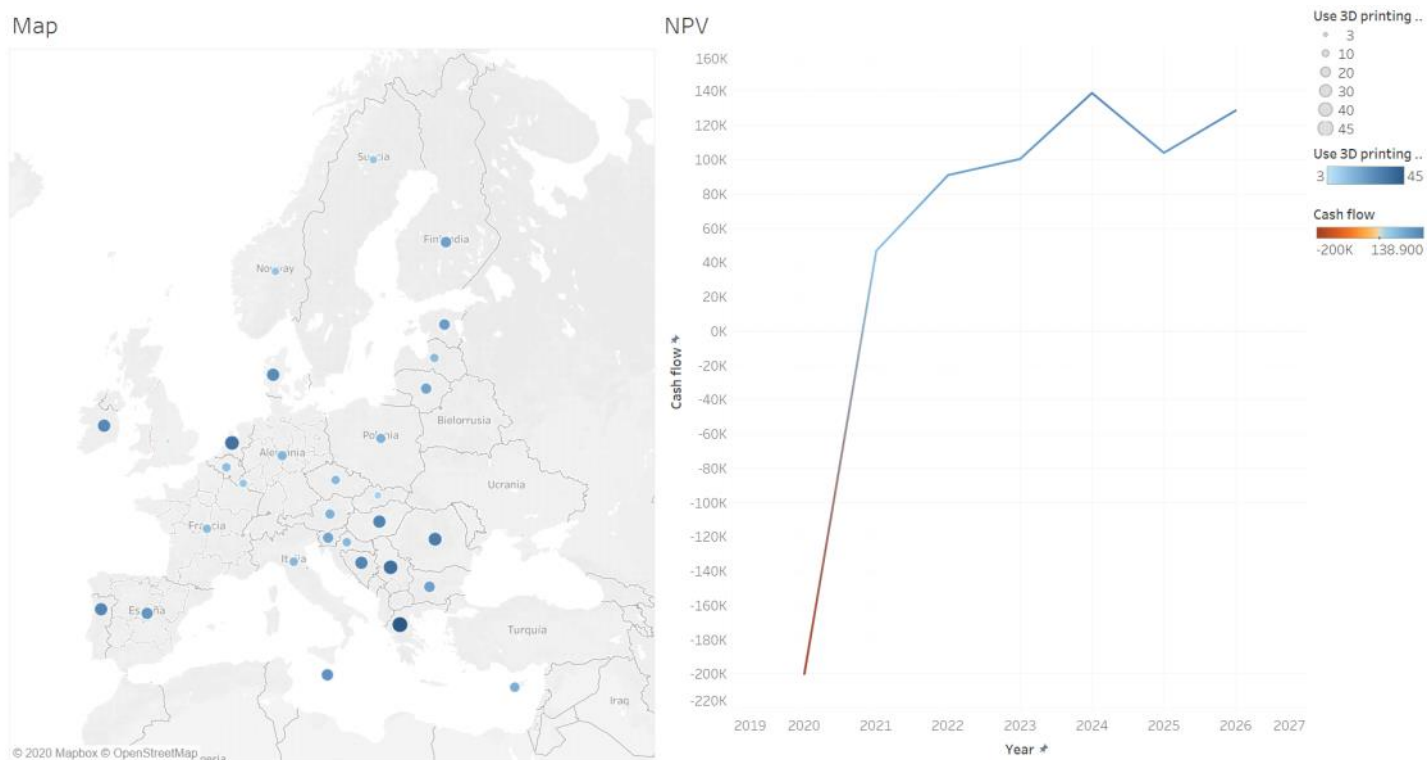 Map
Suecia
Finlandia
Norway
Bielorrusia
Polonia
Alemania
Ucrania
Francia
Italia
España
Turquía
Iraq
© 2020 Mapbox © OpenStreetMap
NPV
160K
140K
120K
100K
80K
60K
40K
20K
0K
-20K
-40K
-60K
-80K
-100K
-120K
-140K
-160K
-180K
-200K
-220K
Cash flow
2019 2020 2021 2022 2023 2024 2025 2026 2027
Year
Use 3D printing ..
3
10
20
30
40
45
Use 3D printing ..
3 45
Cash flow
-200K 138.900